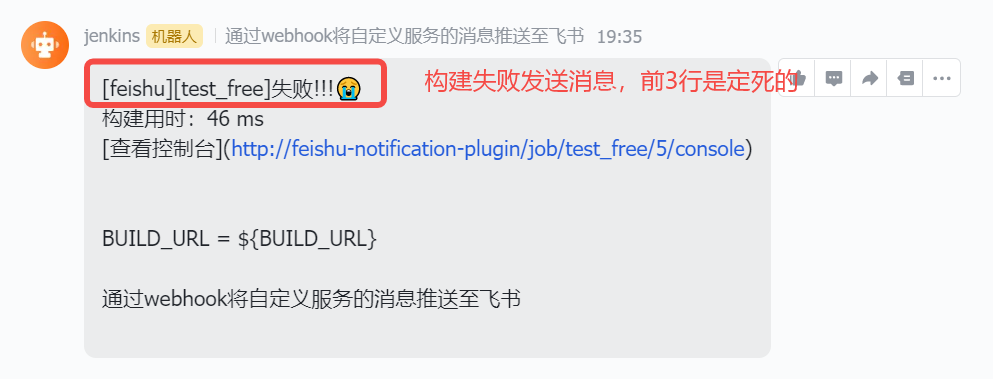 jenkins 机器人 通过webhook将自定义服务的消息推送至飞书 19:35
[feishu][test_free]失败!!!😭 构建失败发送消息，前3行是定死的
构建用时：46 ms
[查看控制台](http://feishu-notification-plugin/job/test_free/5/console)
BUILD_URL = ${BUILD_URL}
通过webhook将自定义服务的消息推送至飞书